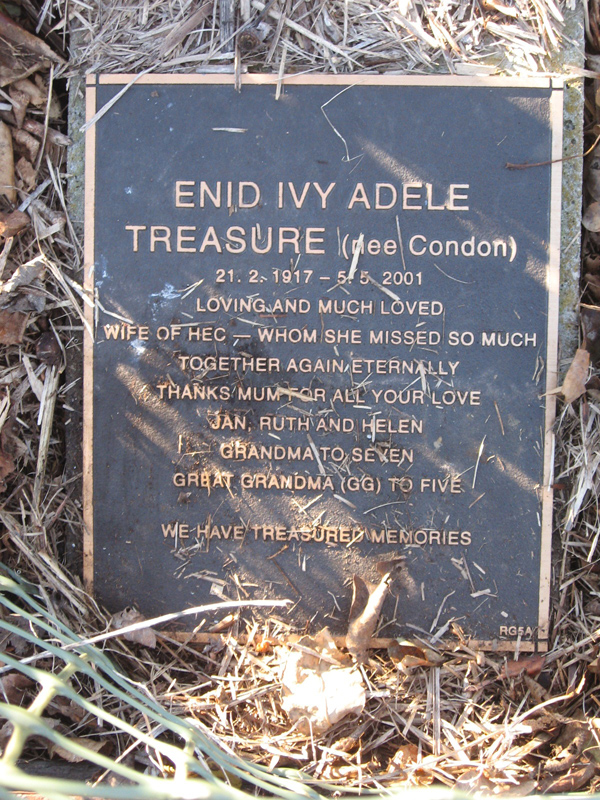 ENID IVY ADELE
TREASURE (nee Condon)
21. 2. 1917 – 5. 5. 2001
LOVING AND MUCH LOVED
WIFE OF HEC — WHOM SHE MISSED SO MUCH
TOGETHER AGAIN ETERNALLY
THANKS MUM FOR ALL YOUR LOVE
JAN, RUTH AND HELEN
GRANDMA TO SEVEN
GREAT GRANDMA (GG) TO FIVE
WE HAVE TREASURED MEMORIES
RG5A